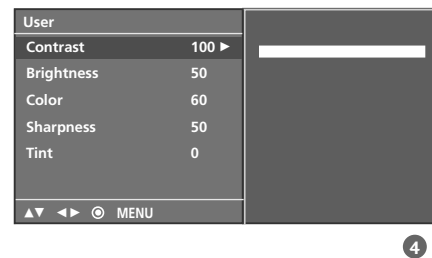 User
Contrast 100 ►
Brightness 50
Color 60
Sharpness 50
Tint 0
▲▼ ◄► ◉ MENU
4